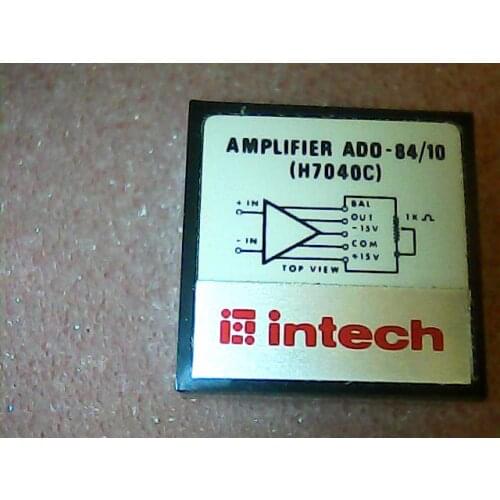 AMPLIFIER ADO-84/10
(H7040C)
+ IN
BAL
OUT
1K Ω
-15V
- IN
COM
+15V
TOP VIEW
intech